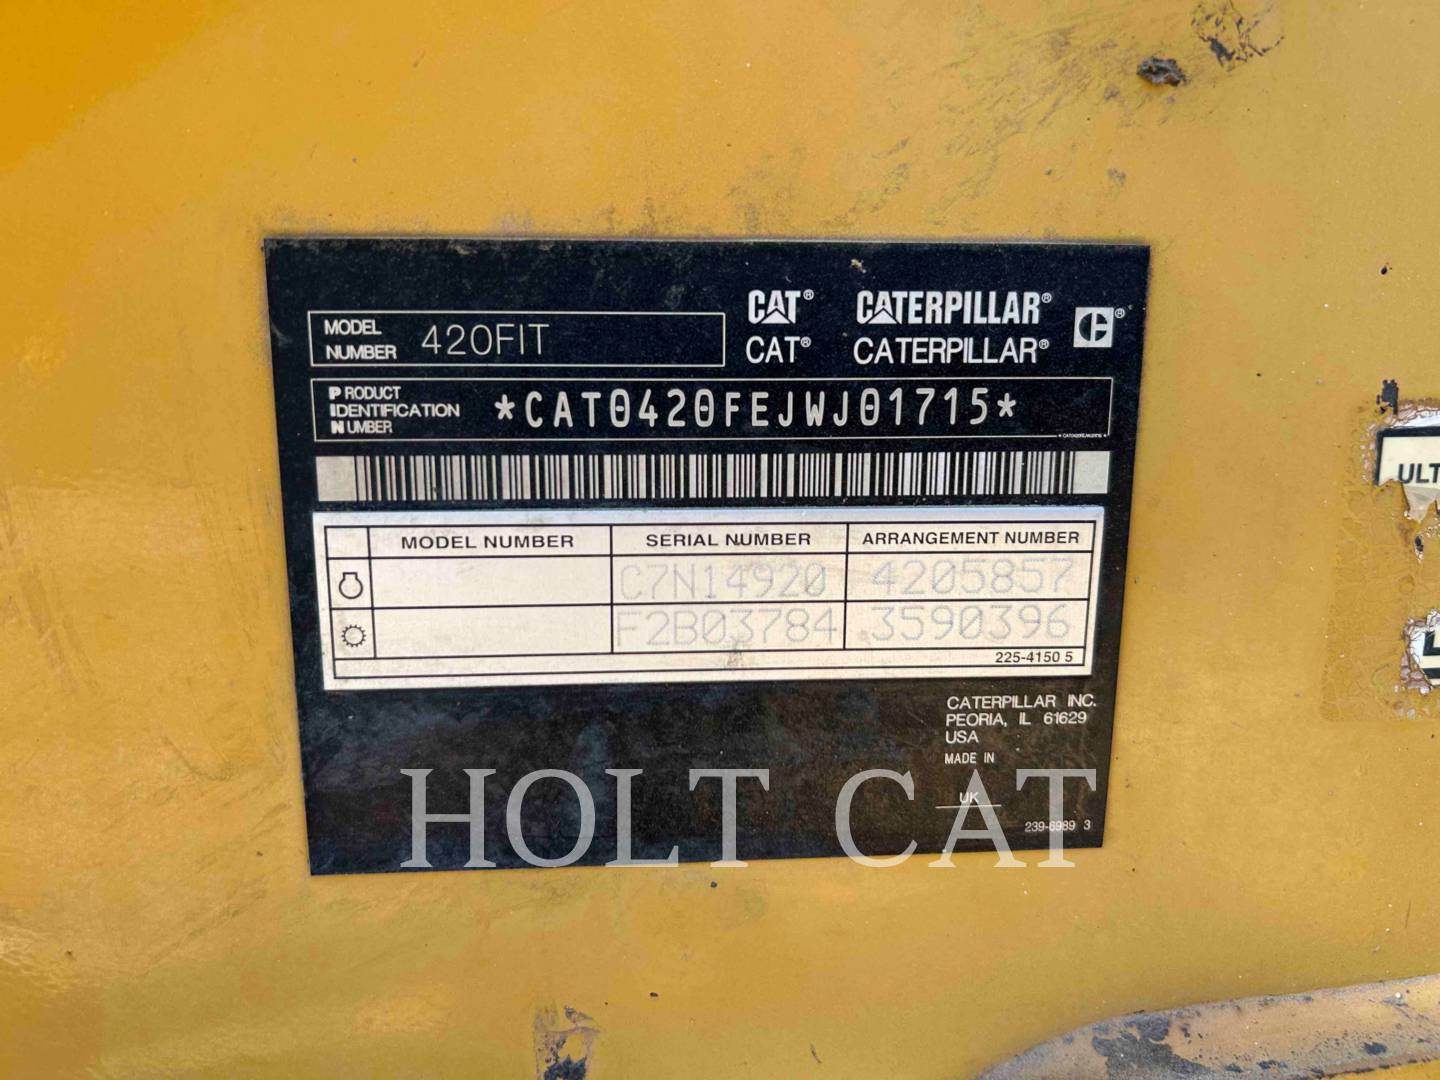 MODEL NUMBER 420FIT
CAT® CATERPILLAR®
CAT® CATERPILLAR®
PRODUCT IDENTIFICATION NUMBER *CAT0420FEJWJ01715*
MODEL NUMBER SERIAL NUMBER ARRANGEMENT NUMBER
C7N14920 4205857
F2B03784 3590396
225-4150 5
CATERPILLAR INC.
PEORIA, IL 61629
USA
MADE IN
UK
239-6989 3
HOLT CAT
ULT